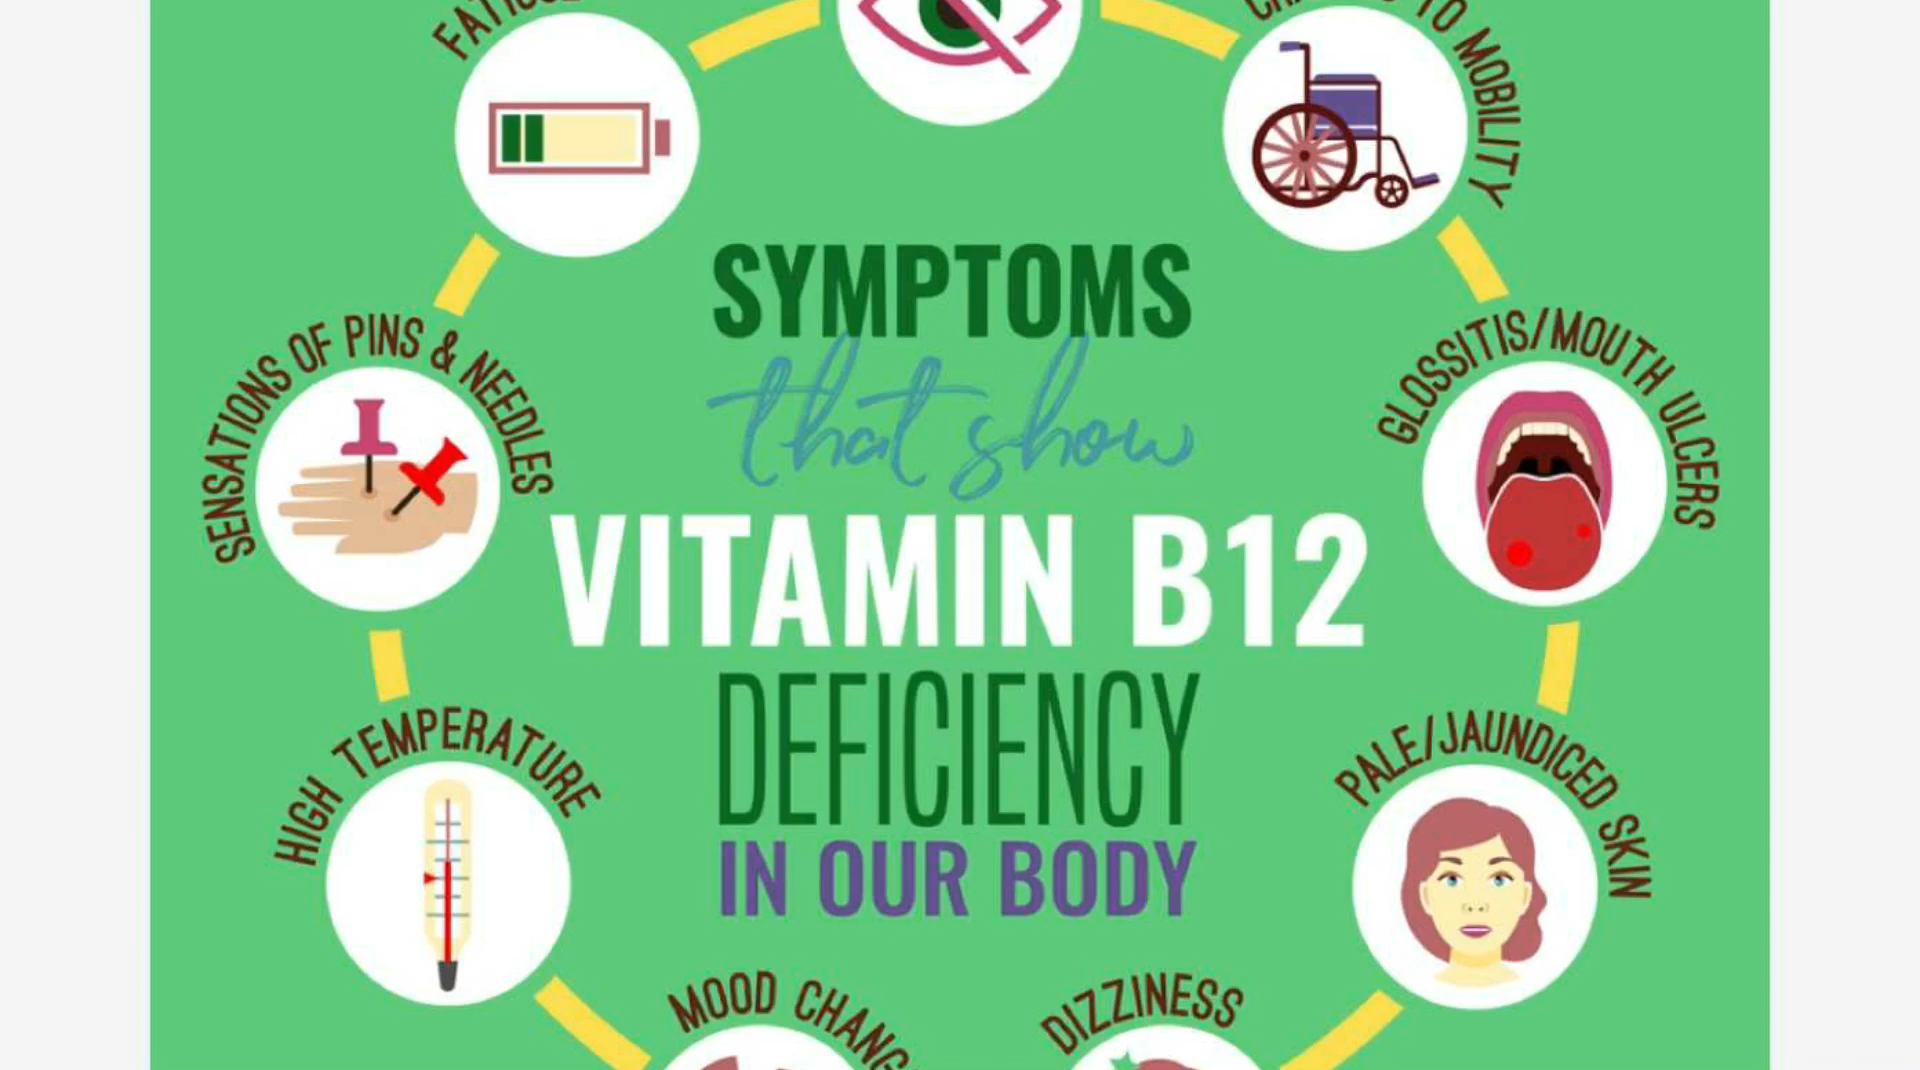 TO MOBILITY
SYMPTOMS
that show
VITAMIN B12
DEFICIENCY
IN OUR BODY
SENSATIONS OF PINS & NEEDLES
GLOSSITIS/MOUTH ULCERS
HIGH TEMPERATURE
PALE/JAUNDICED SKIN
MOOD
DIZZINESS